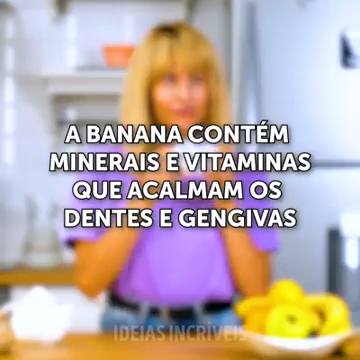 A BANANA CONTÉM
MINERAIS E VITAMINAS
QUE ACALMAM OS
DENTES E GENGIVAS
IDEIAS INCRÍVEIS